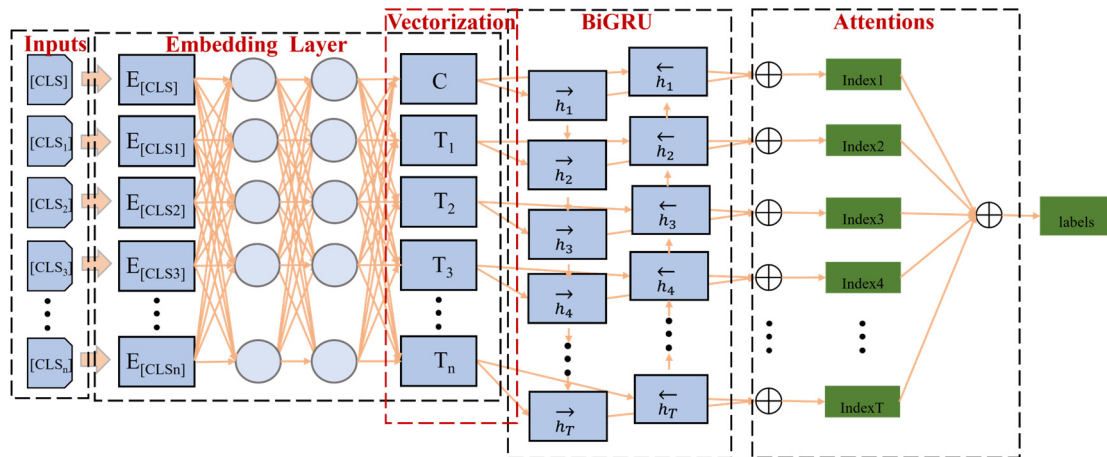 Inputs
Embedding Layer
Vectorization
BiGRU
Attentions
[CLS]
E[CLS]
C
→
h1
←
h1
Index1
[CLS1]
E[CLS1]
T1
→
h2
←
h2
Index2
[CLS2]
E[CLS2]
T2
→
h3
←
h3
Index3
labels
[CLS3]
E[CLS3]
T3
→
h4
←
h4
Index4
[CLSn]
E[CLSn]
Tn
→
hT
←
hT
IndexT